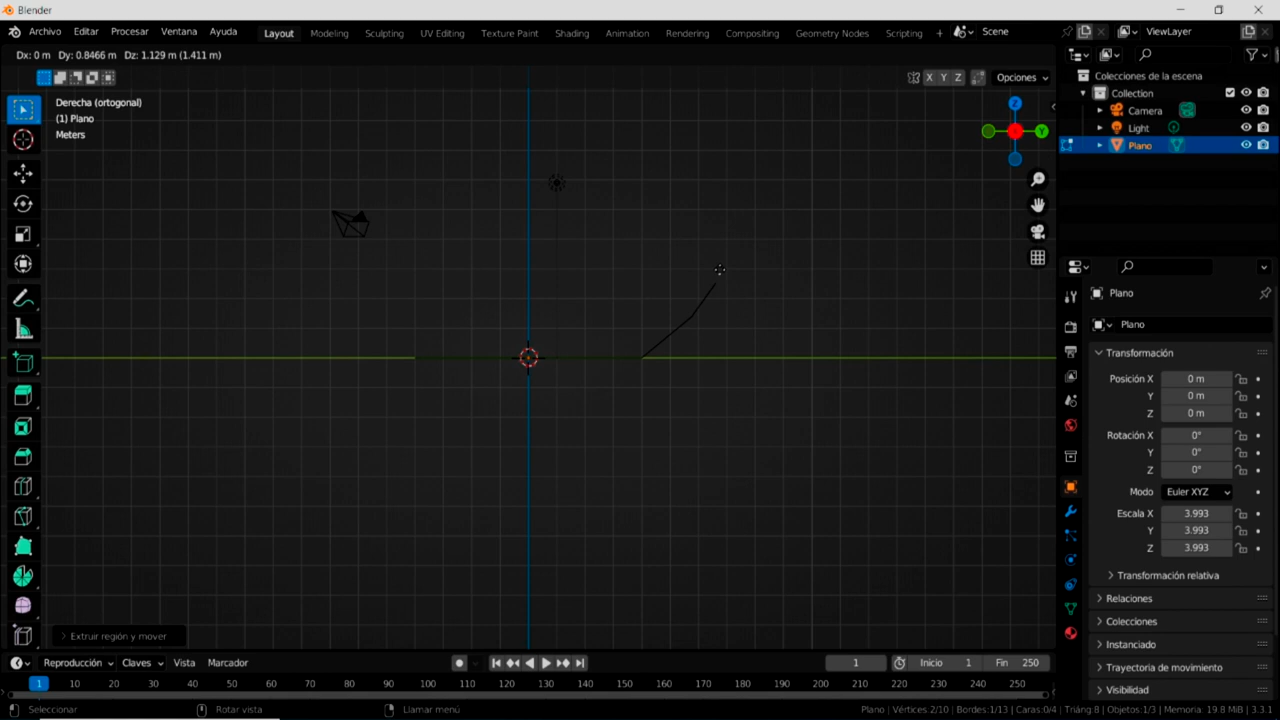 Blender
Archivo Editar Procesar Ventana Ayuda Layout Modeling Sculpting UV Editing Texture Paint Shading Animation Rendering Compositing Geometry Nodes Scripting + Scene ViewLayer
Dx: 0 m Dy: 0.8466 m Dz: 1.129 m (1.411 m)
X Y Z Opciones
Derecha (ortogonal)
(1) Plano
Meters
Z
Y
Colecciones de la escena
Collection
Camera
Light
Plano
Plano
Plano
Transformación
Posición X 0 m
Y 0 m
Z 0 m
Rotación X 0°
Y 0°
Z 0°
Modo Euler XYZ
Escala X 3.993
Y 3.993
Z 3.993
Transformación relativa
Relaciones
Colecciones
Instanciado
Trayectoria de movimiento
Visibilidad
Extruir región y mover
Reproducción Claves Vista Marcador 1 Inicio 1 Fin 250
1 10 20 30 40 50 60 70 80 90 100 110 120 130 140 150 160 170 180 190 200 210 220 230 240 250
Seleccionar Rotar vista Llamar menú Plano | Vértices:2/10 | Bordes:1/13 | Caras:0/4 | Triáng 8 | Objetos:1/3 | Memoria: 19.8 MiB | 3.3.1